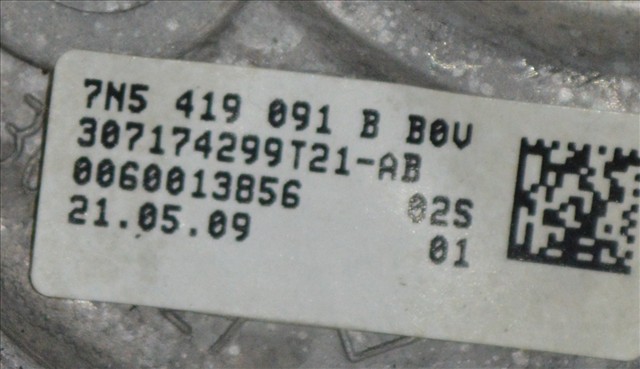 7N5 419 091 B B0V
307174299T21-AB
0060013856 02S
21.05.09 01